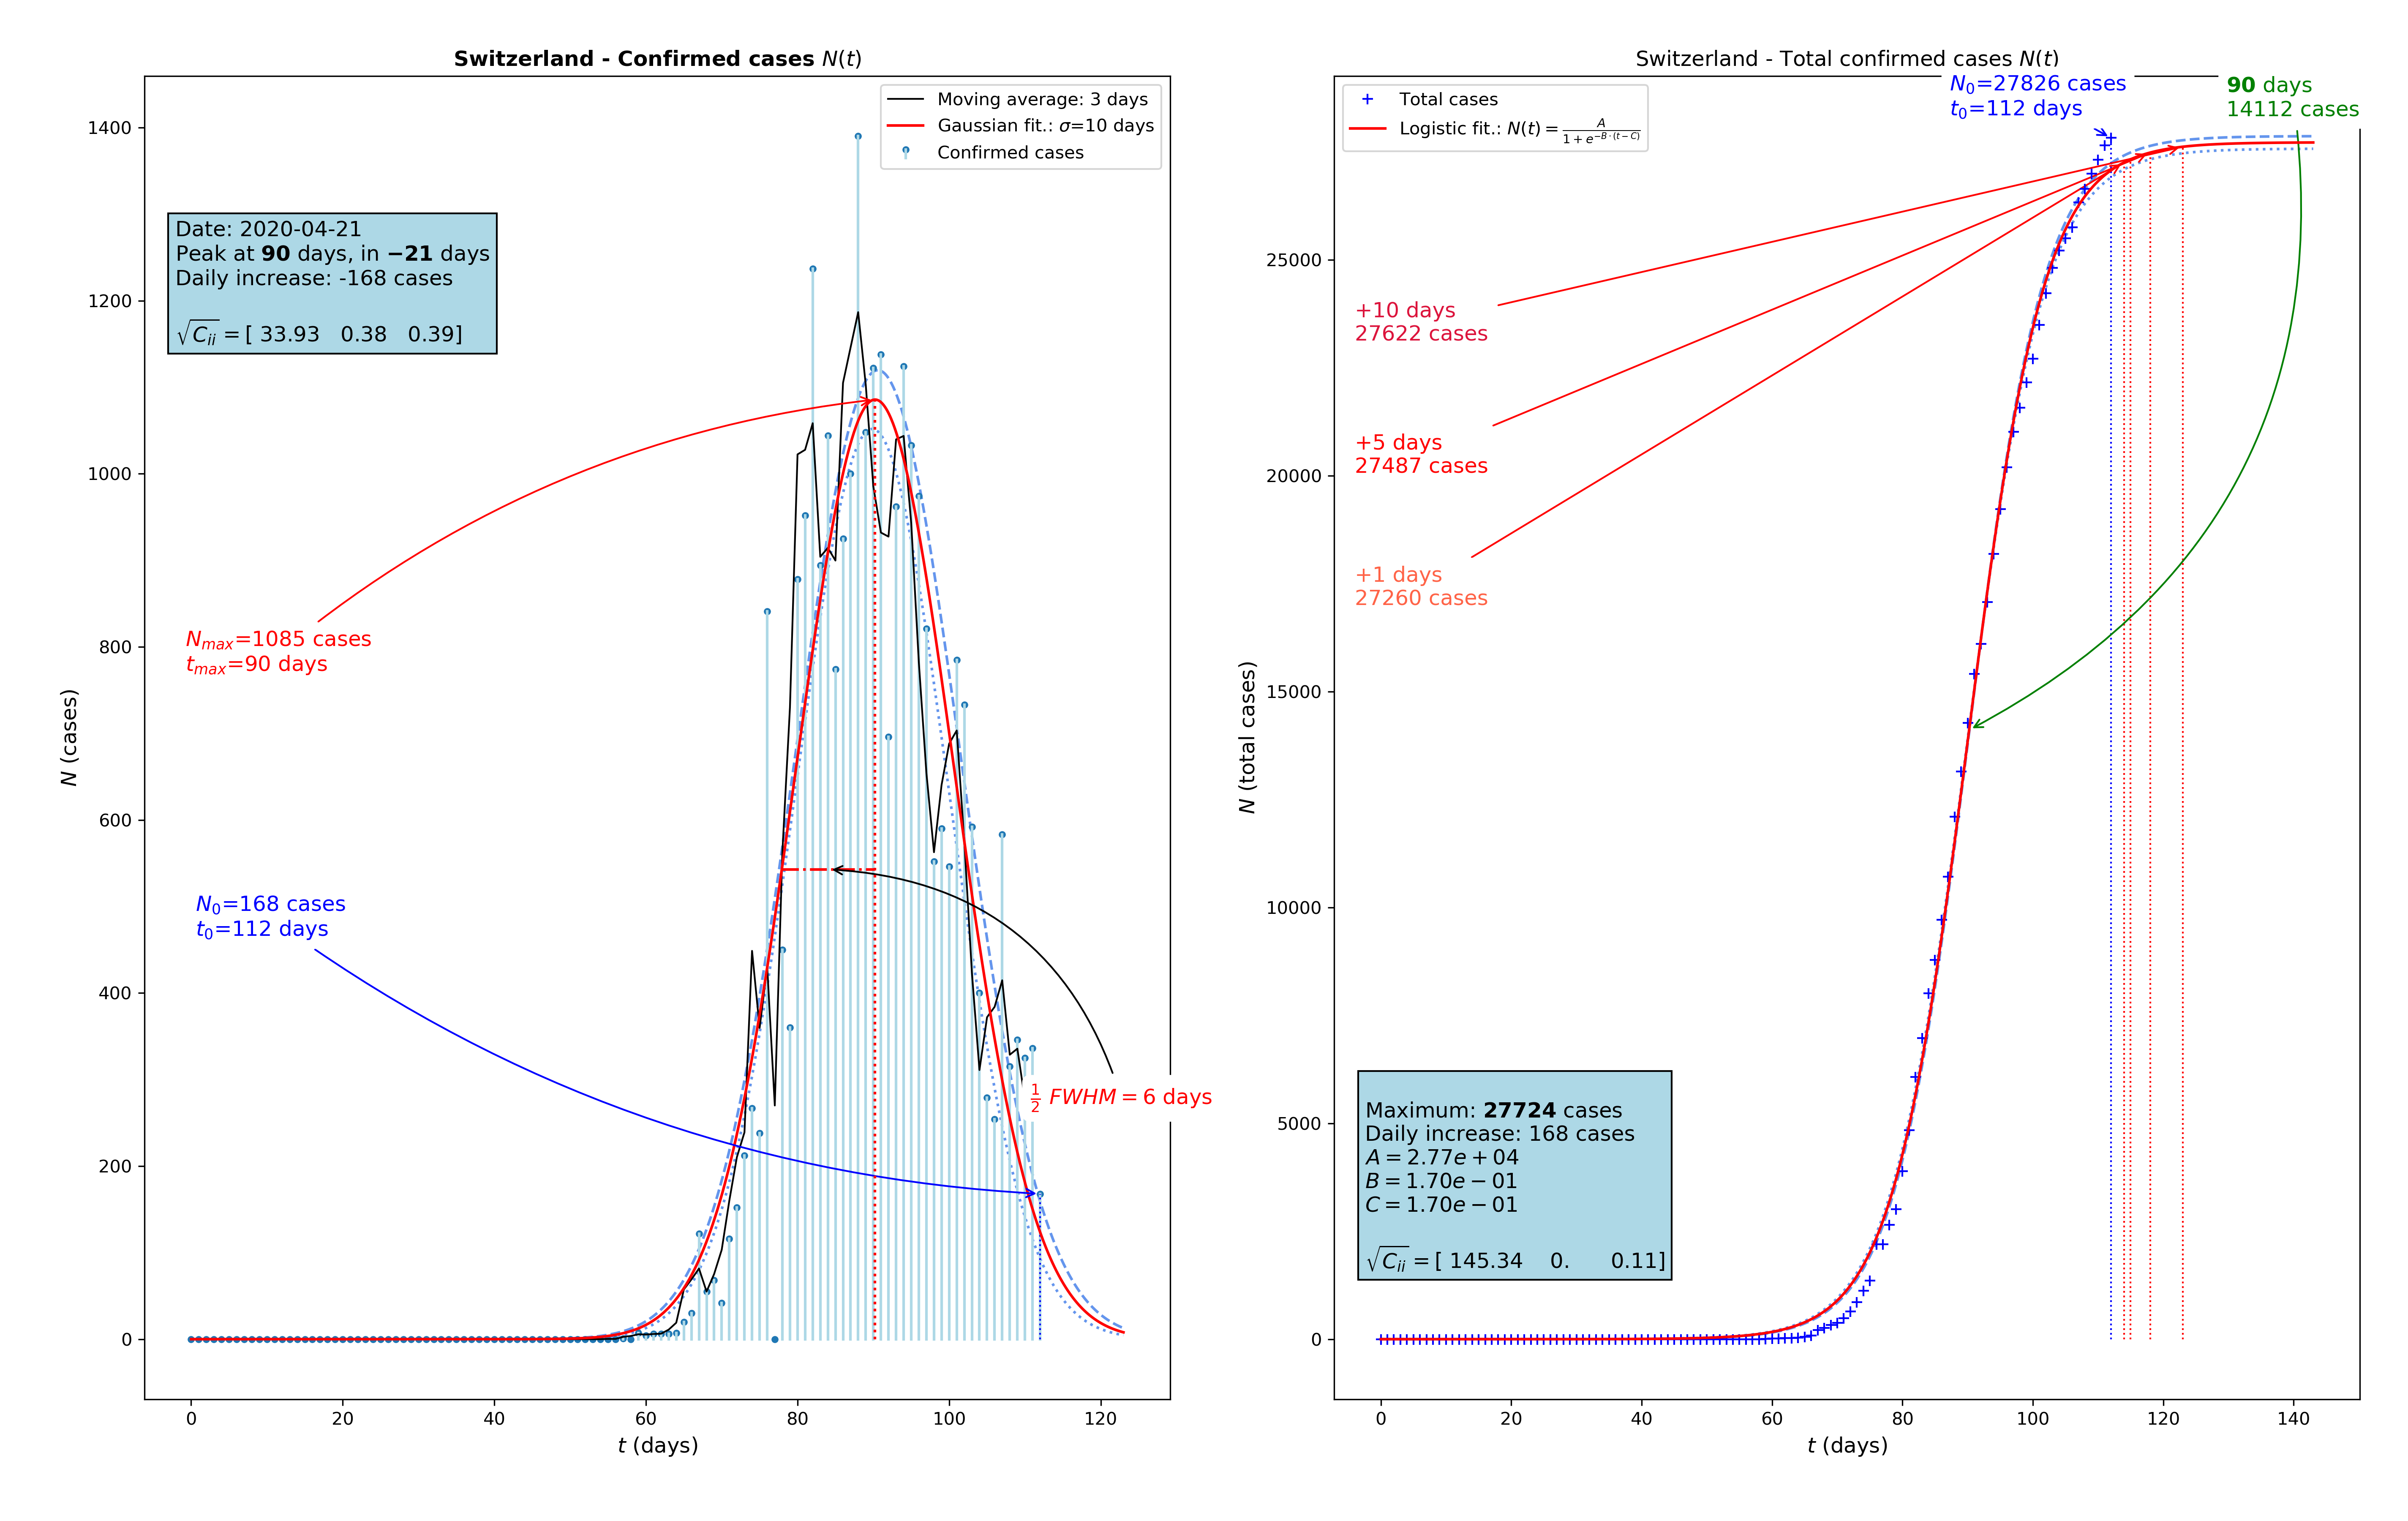 Switzerland - Confirmed cases N(t)
Moving average: 3 days
Gaussian fit.: σ=10 days
Confirmed cases
Date: 2020-04-21
Peak at 90 days, in −21 days
Daily increase: -168 cases
√C_ii = [ 33.93 0.38 0.39]
N_max=1085 cases
t_max=90 days
N_0=168 cases
t_0=112 days
1/2 FWHM = 6 days
N (cases)
1400
1200
1000
800
600
400
200
0
0 20 40 60 80 100 120
t (days)
Switzerland - Total confirmed cases N(t)
Total cases
Logistic fit.: N(t) = A / (1 + e^{−B·(t−C)})
N_0=27826 cases
t_0=112 days
90 days
14112 cases
+10 days
27622 cases
+5 days
27487 cases
+1 days
27260 cases
Maximum: 27724 cases
Daily increase: 168 cases
A = 2.77e + 04
B = 1.70e − 01
C = 1.70e − 01
√C_ii = [ 145.34 0. 0.11]
N (total cases)
25000
20000
15000
10000
5000
0
0 20 40 60 80 100 120 140
t (days)